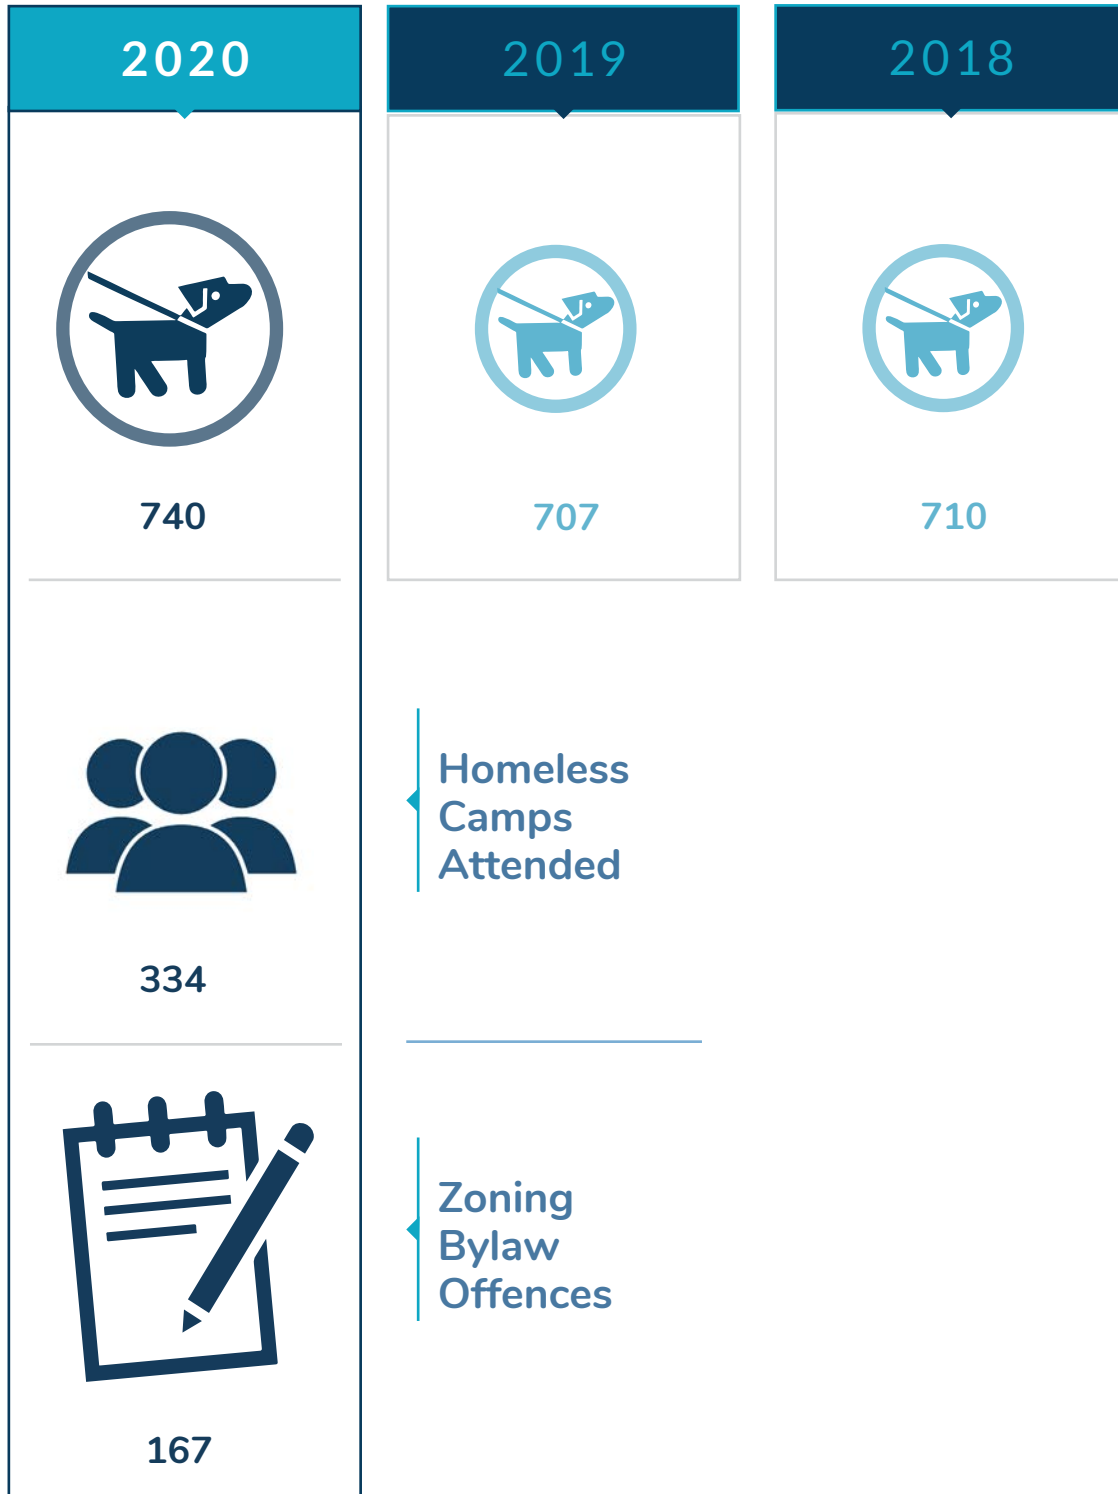 2020
2019
2018
740
707
710
Homeless
Camps
Attended
334
Zoning
Bylaw
Offences
167